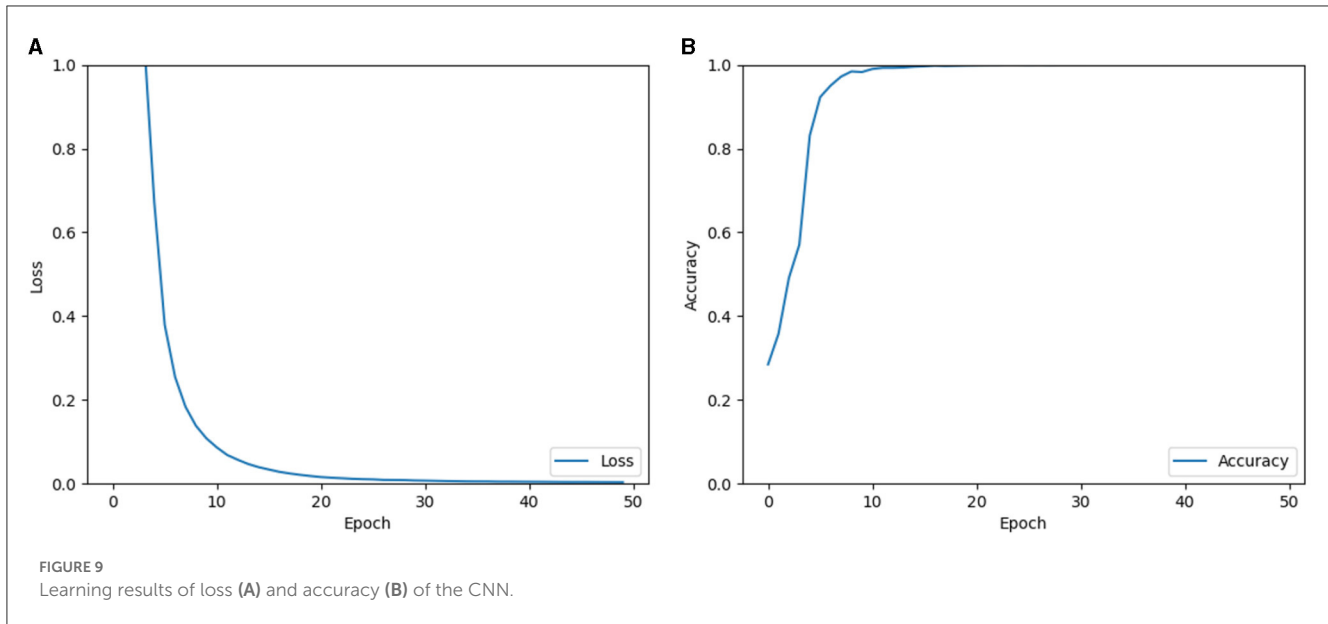 A
1.0
0.8
0.6
0.4
0.2
0.0
Loss
0 10 20 30 40 50
Epoch
Loss
B
1.0
0.8
0.6
0.4
0.2
0.0
Accuracy
0 10 20 30 40 50
Epoch
Accuracy
FIGURE 9
Learning results of loss (A) and accuracy (B) of the CNN.